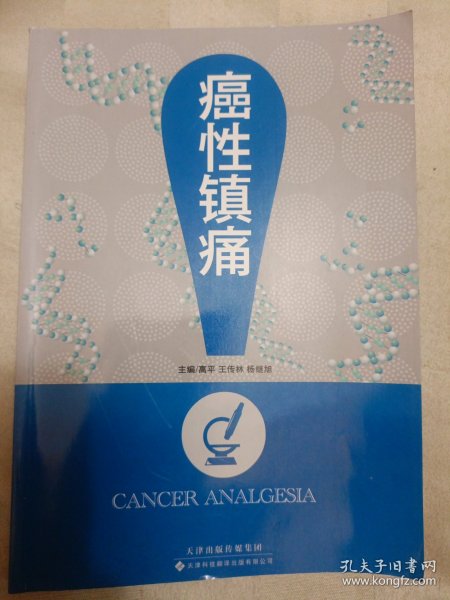 癌性镇痛
主编/高平 王传林 杨继旭
CANCER ANALGESIA
天津出版传媒集团
天津科技翻译出版有限公司
孔夫子旧书网
www.kongfz.com